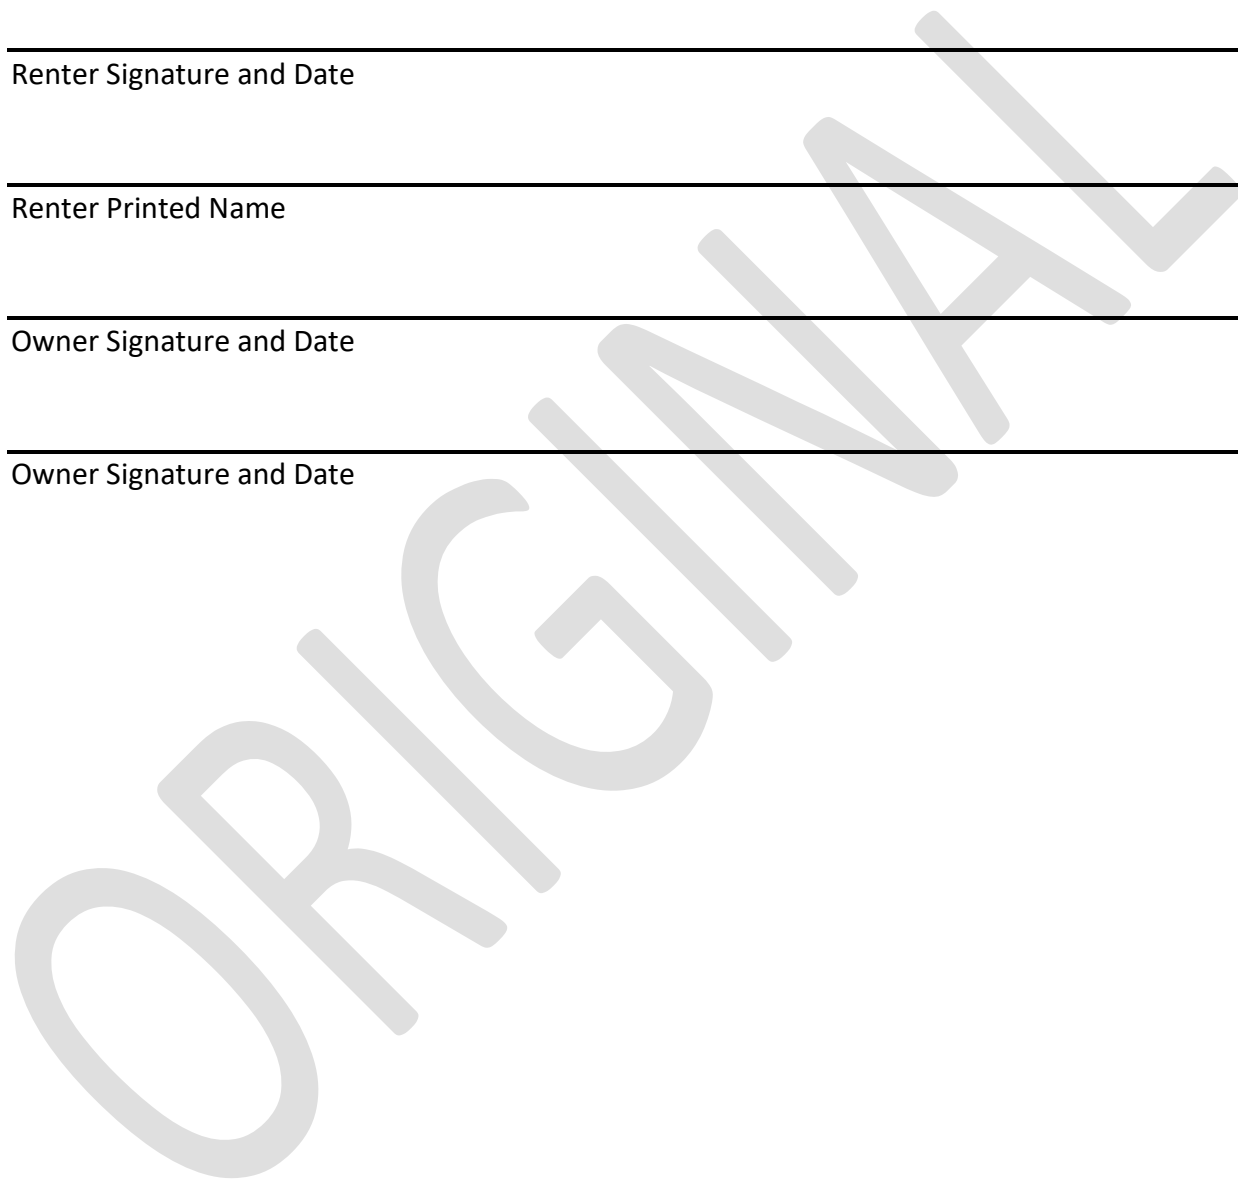 Renter Signature and Date
Renter Printed Name
Owner Signature and Date
Owner Signature and Date
ORIGINAL